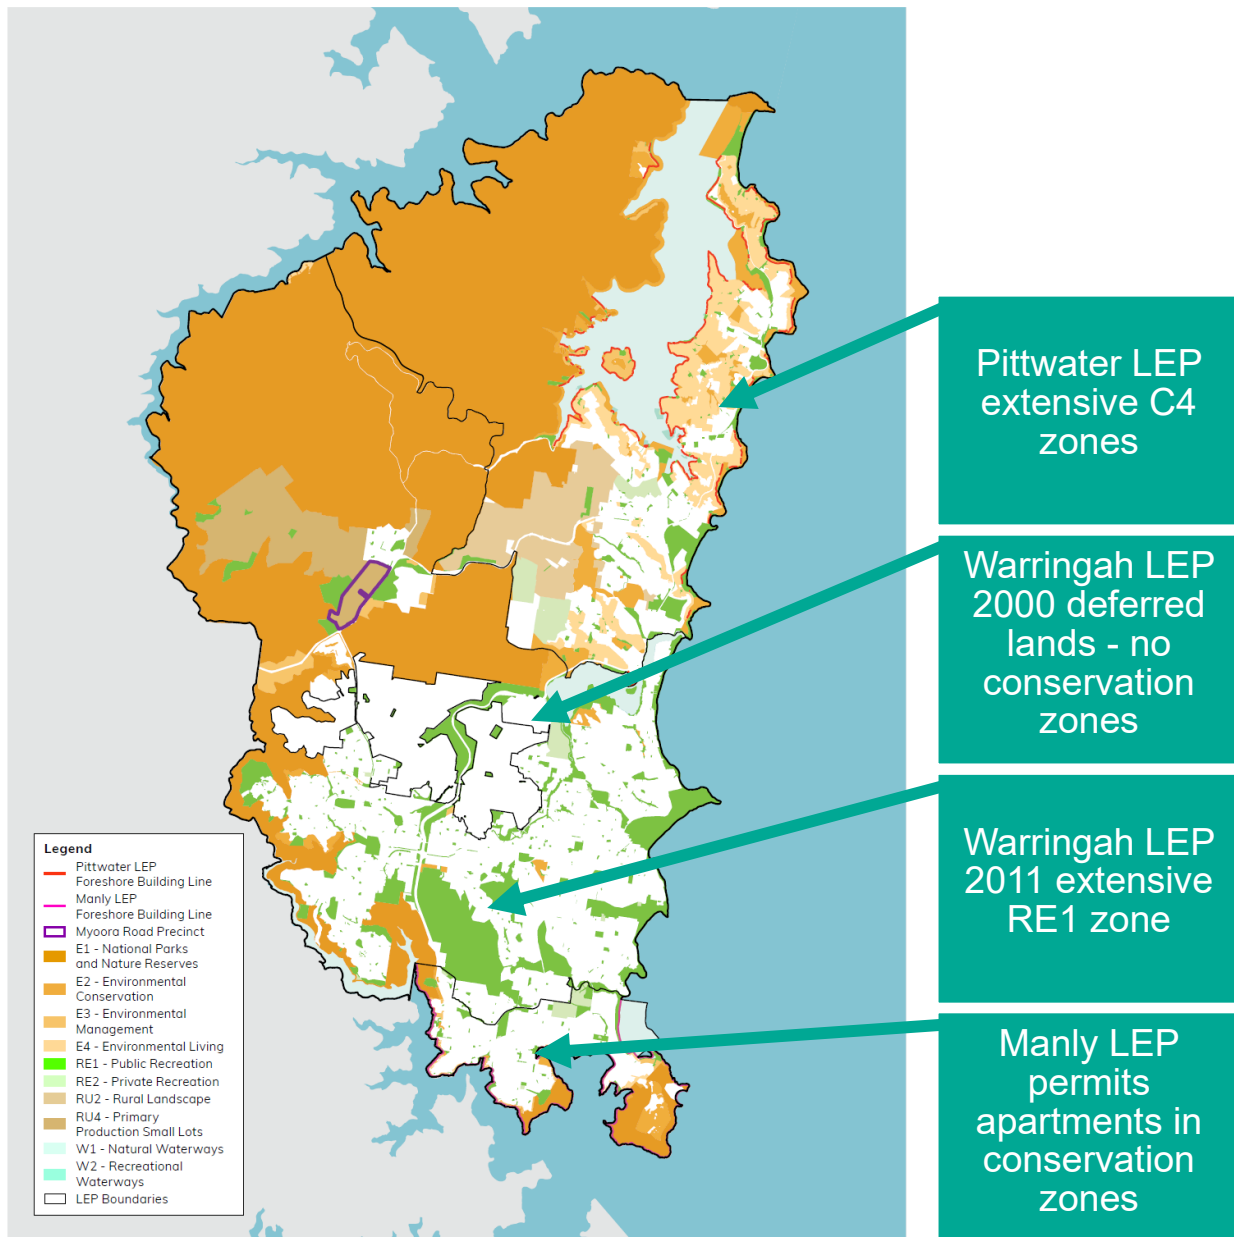 Pittwater LEP
extensive C4
zones
Warringah LEP
2000 deferred
lands - no
conservation
zones
Warringah LEP
2011 extensive
RE1 zone
Manly LEP
permits
apartments in
conservation
zones
Legend
Pittwater LEP
Foreshore Building Line
Manly LEP
Foreshore Building Line
Myoora Road Precinct
E1 - National Parks
and Nature Reserves
E2 - Environmental
Conservation
E3 - Environmental
Management
E4 - Environmental Living
RE1 - Public Recreation
RE2 - Private Recreation
RU2 - Rural Landscape
RU4 - Primary
Production Small Lots
W1 - Natural Waterways
W2 - Recreational
Waterways
LEP Boundaries